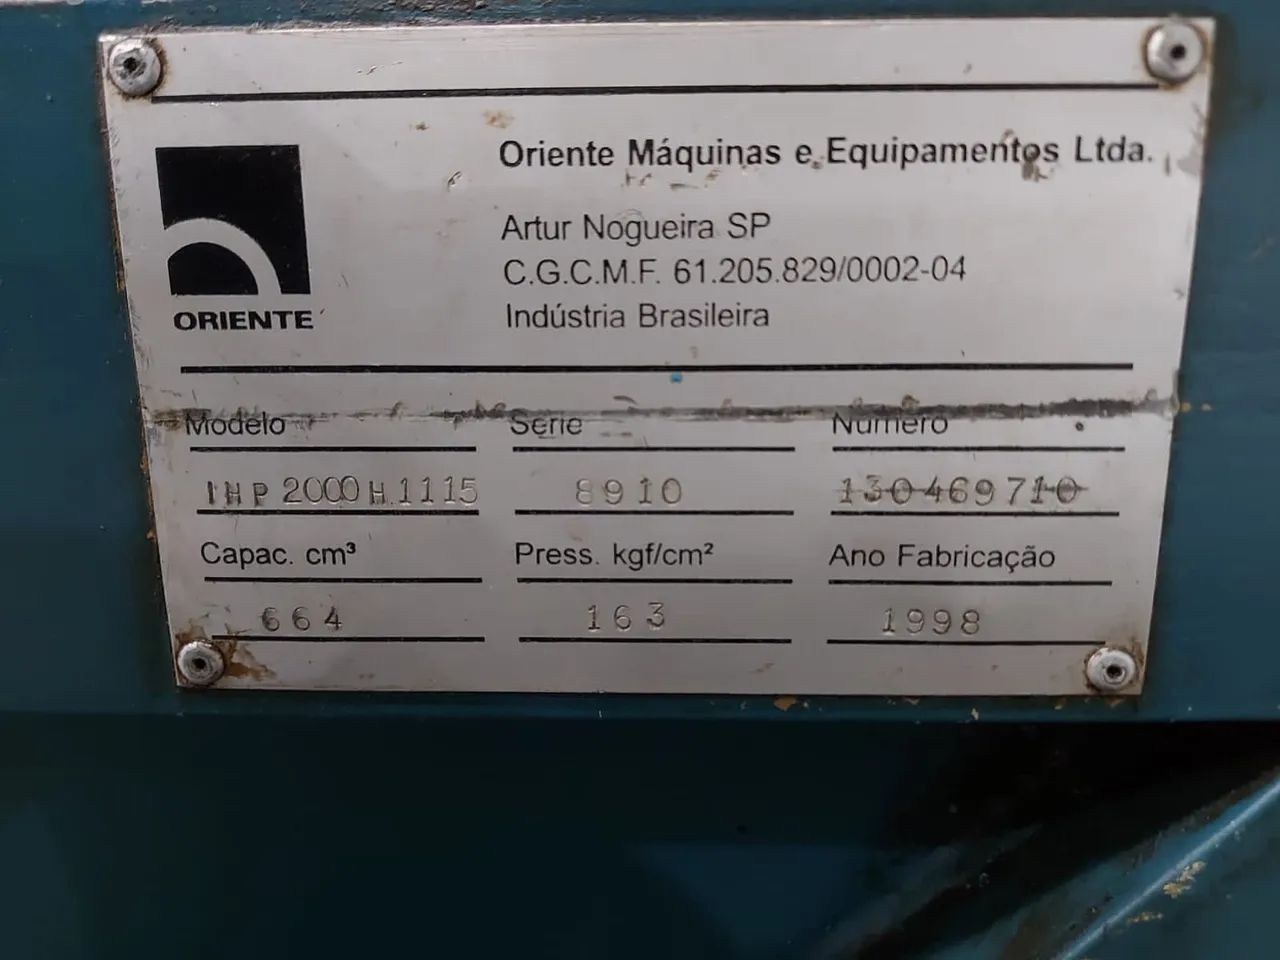 Oriente Máquinas e Equipamentos Ltda.
Artur Nogueira SP
C.G.C.M.F. 61.205.829/0002-04
Indústria Brasileira
ORIENTE
Modelo Serie Numero
IHP 2000 H.1115 8910 130469710
Capac. cm³ Press. kgf/cm² Ano Fabricação
664 163 1998